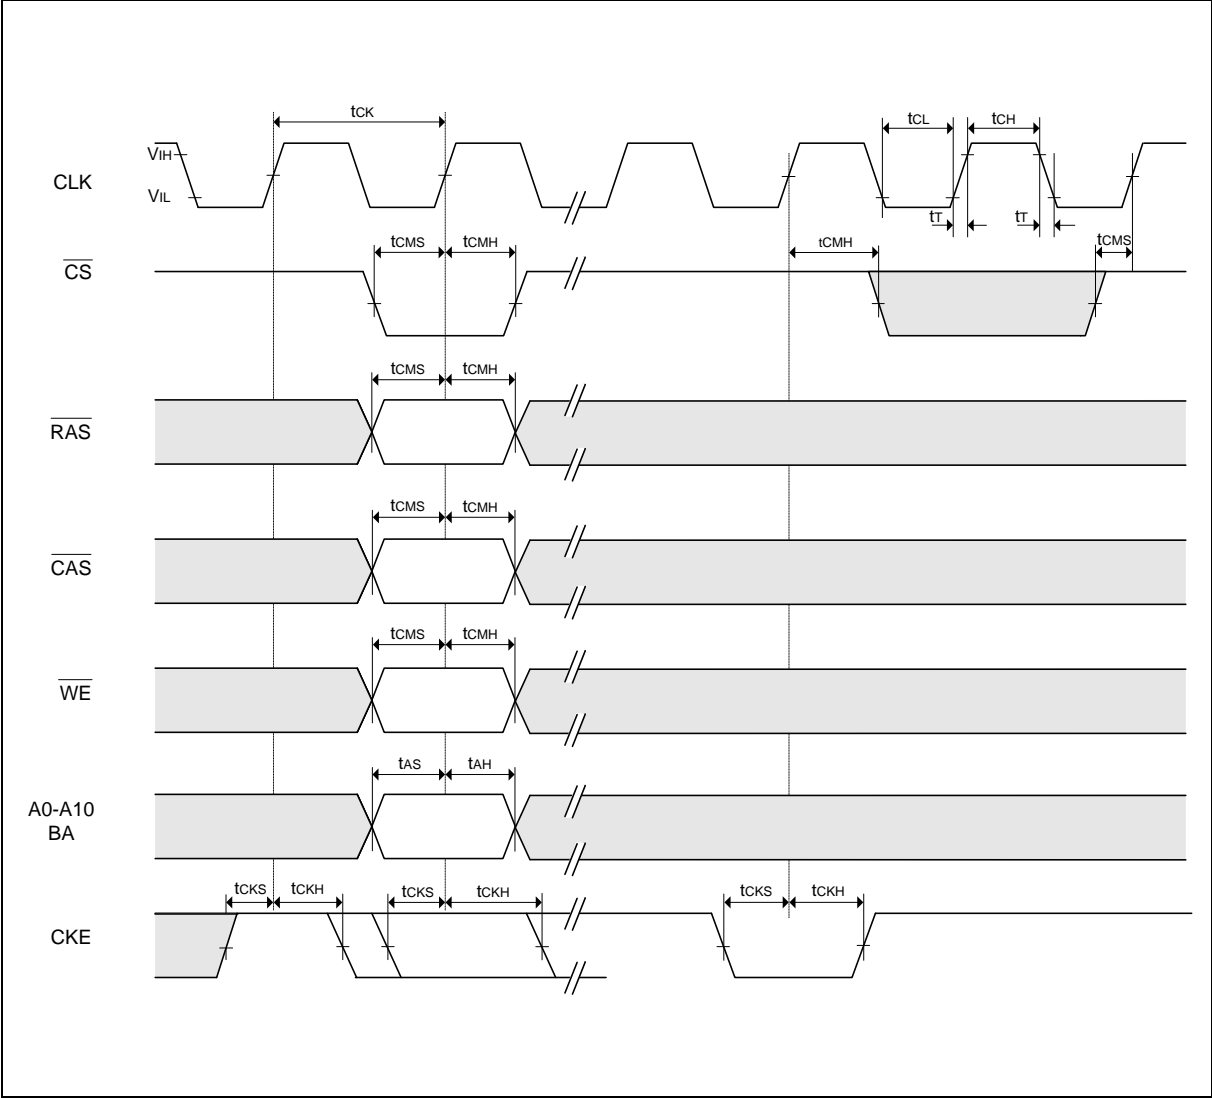 tCK
tCL
tCH
VIH
CLK
VIL
tT
tT
tCMS
tCMH
tCMH
tCMS
CS
tCMS
tCMH
RAS
tCMS
tCMH
CAS
tCMS
tCMH
WE
tAS
tAH
A0-A10
BA
tCKS
tCKH
tCKS
tCKH
tCKS
tCKH
CKE